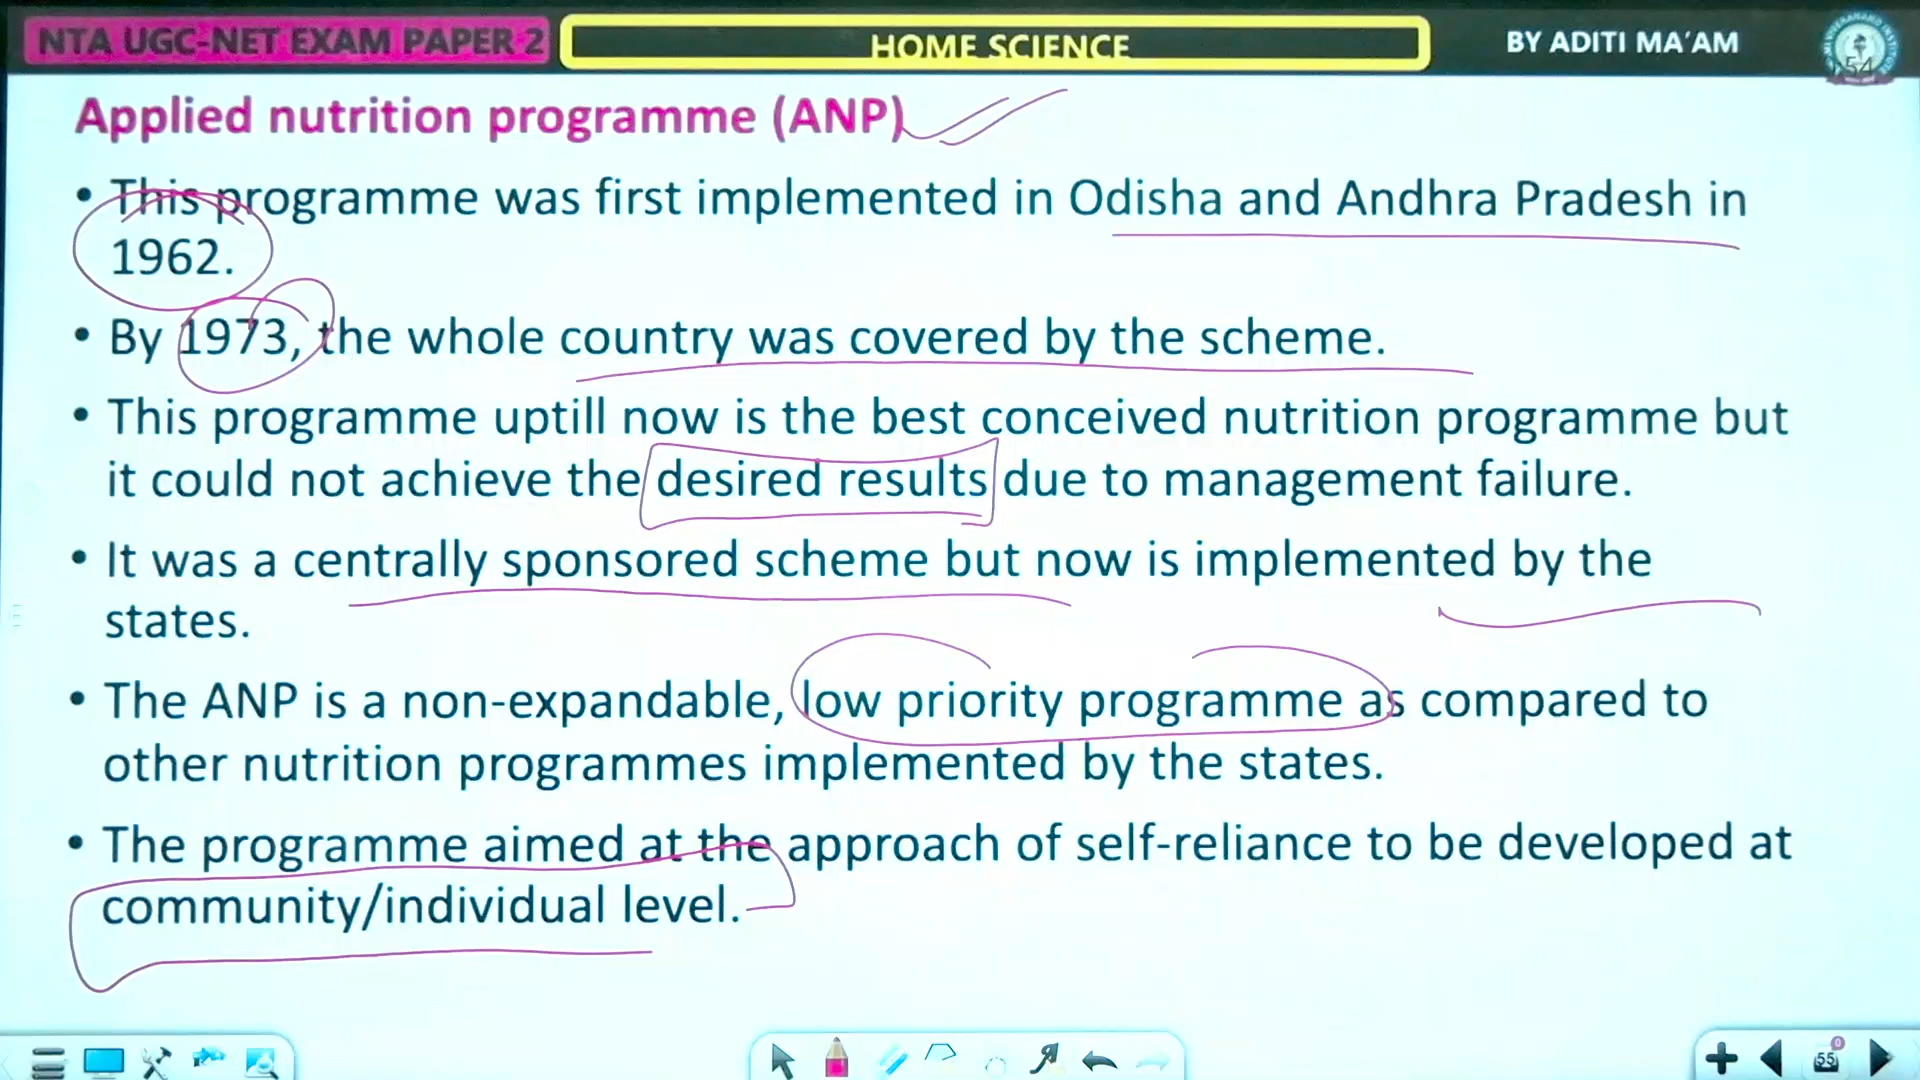 NTA UGC-NET EXAM PAPER 2
HOME SCIENCE
BY ADITI MA'AM
54
Applied nutrition programme (ANP)
• This programme was first implemented in Odisha and Andhra Pradesh in
1962.
• By 1973, the whole country was covered by the scheme.
• This programme uptill now is the best conceived nutrition programme but
it could not achieve the desired results due to management failure.
• It was a centrally sponsored scheme but now is implemented by the
states.
• The ANP is a non-expandable, low priority programme as compared to
other nutrition programmes implemented by the states.
• The programme aimed at the approach of self-reliance to be developed at
community/individual level.
0
55